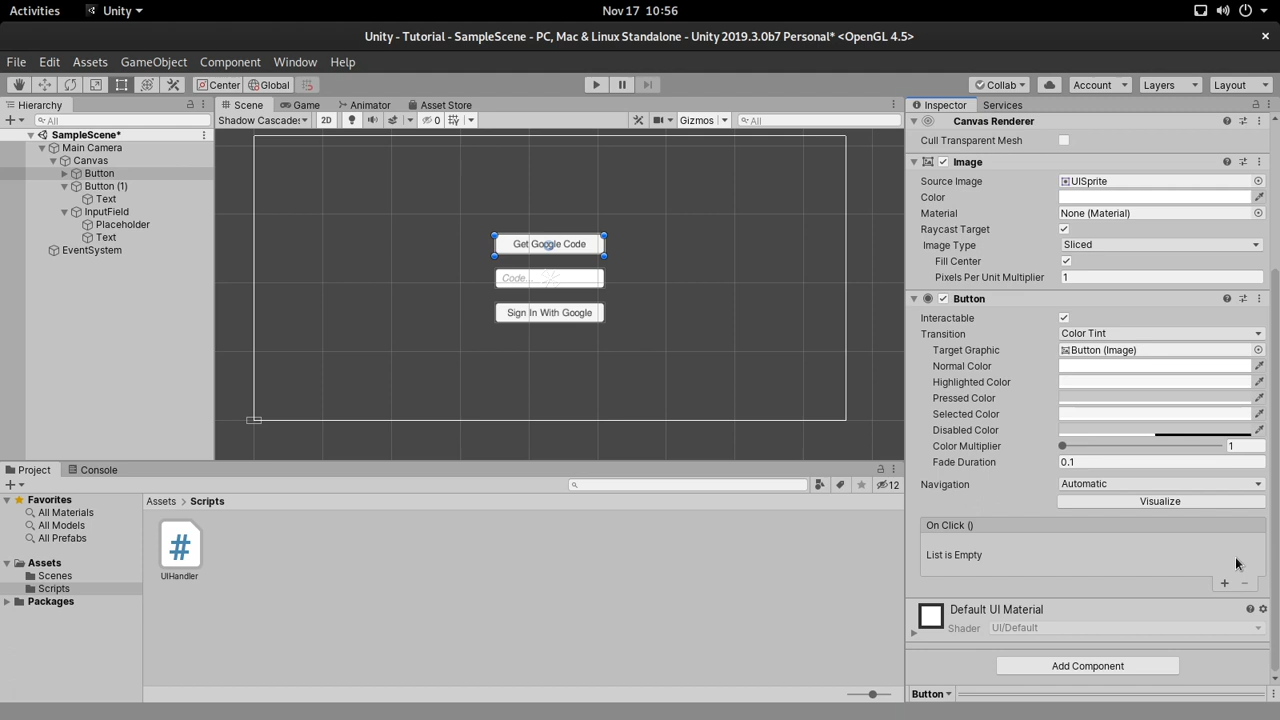 Activities Unity Nov 17 10:56
Unity - Tutorial - SampleScene - PC, Mac & Linux Standalone - Unity 2019.3.0b7 Personal* <OpenGL 4.5>
File Edit Assets GameObject Component Window Help
Center Global Collab Account Layers Layout
Hierarchy
All
SampleScene*
Main Camera
Canvas
Button
Button (1)
Text
InputField
Placeholder
Text
EventSystem
Scene Game Animator Asset Store
Shadow Cascades 2D 0 Gizmos All
Get Google Code
Code...
Sign In With Google
Inspector Services
Canvas Renderer
Cull Transparent Mesh
Image
Source Image UISprite
Color
Material None (Material)
Raycast Target
Image Type Sliced
Fill Center
Pixels Per Unit Multiplier 1
Button
Interactable
Transition Color Tint
Target Graphic Button (Image)
Normal Color
Highlighted Color
Pressed Color
Selected Color
Disabled Color
Color Multiplier 1
Fade Duration 0.1
Navigation Automatic
Visualize
On Click ()
List is Empty
Default UI Material
Shader UI/Default
Add Component
Button
Project Console
12
Favorites
All Materials
All Models
All Prefabs
Assets
Scenes
Scripts
Packages
Assets > Scripts
#
UIHandler